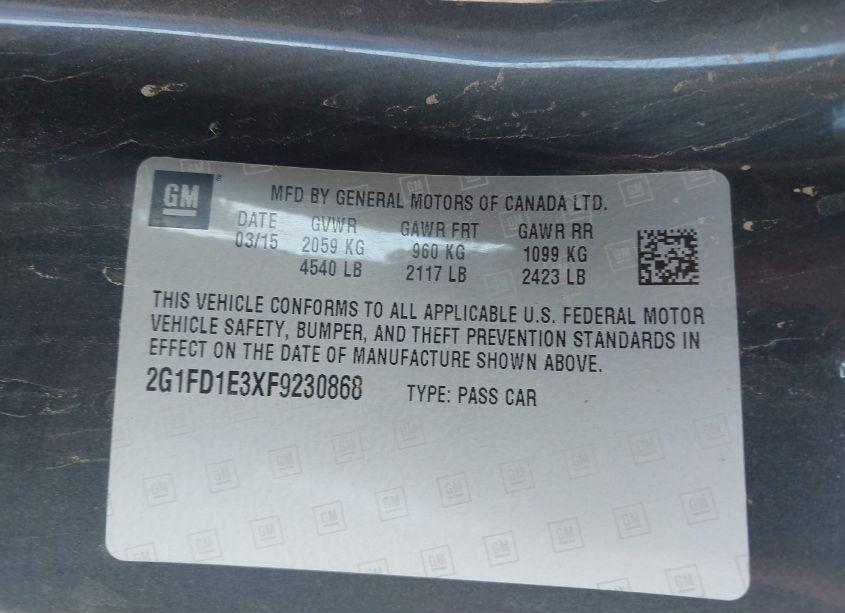 GM
MFD BY GENERAL MOTORS OF CANADA LTD.
DATE GVWR GAWR FRT GAWR RR
03/15 2059 KG 960 KG 1099 KG
4540 LB 2117 LB 2423 LB
THIS VEHICLE CONFORMS TO ALL APPLICABLE U.S. FEDERAL MOTOR
VEHICLE SAFETY, BUMPER, AND THEFT PREVENTION STANDARDS IN
EFFECT ON THE DATE OF MANUFACTURE SHOWN ABOVE.
2G1FD1E3XF9230868 TYPE: PASS CAR